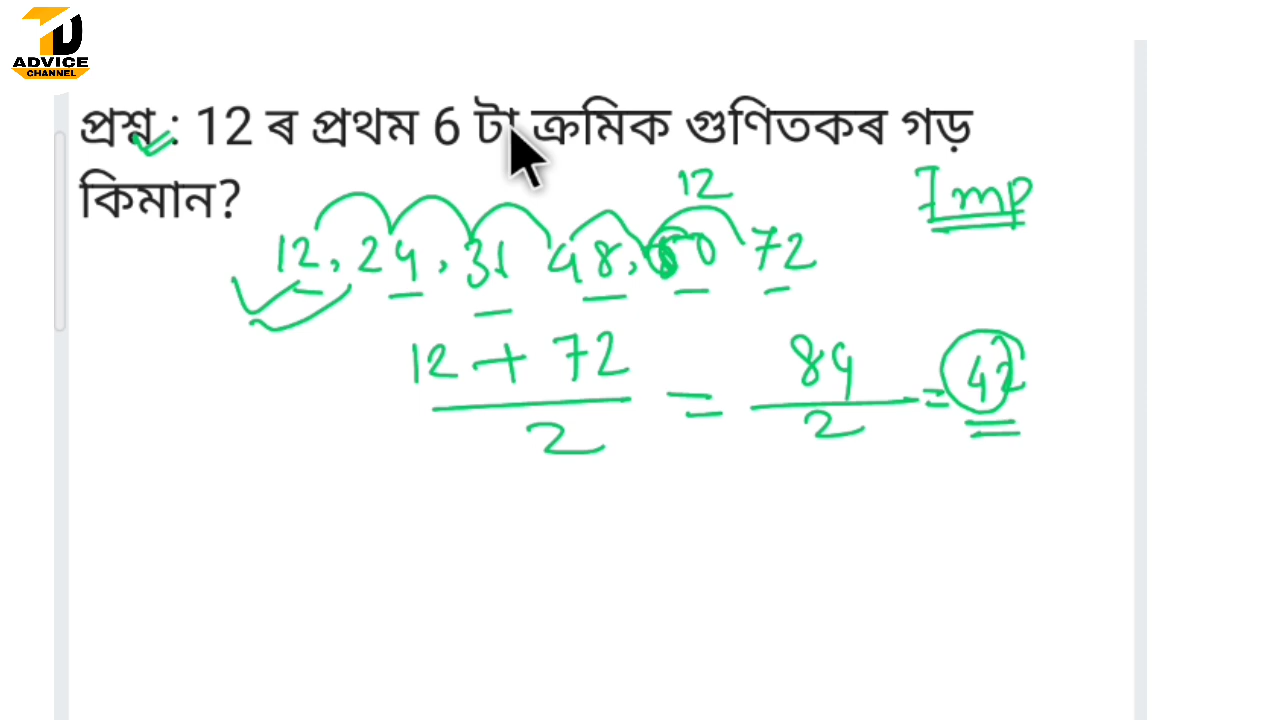 TD
ADVICE
CHANNEL
প্ৰশ্ন : 12 ৰ প্ৰথম 6 টা ক্ৰমিক গুণিতকৰ গড়
কিমান?
Imp
12
12, 24, 36 48, 60 72
12 + 72 / 2 = 84 / 2 = 42